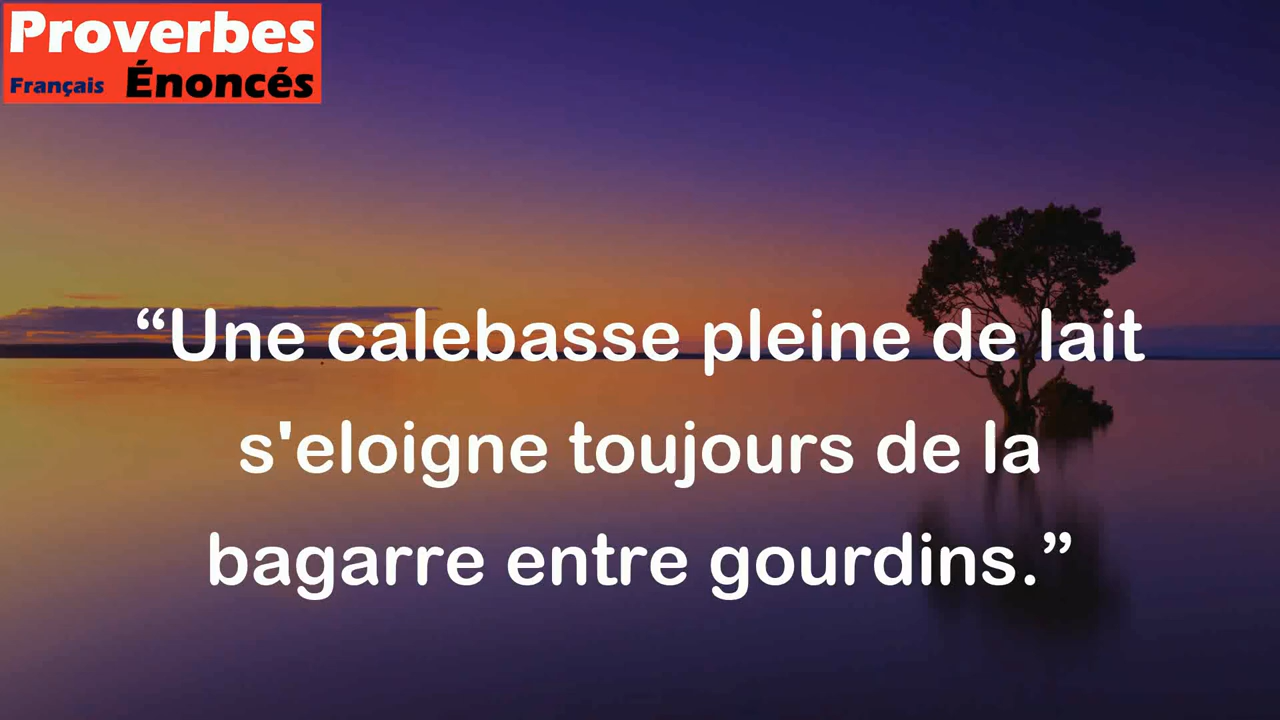 Proverbes
Français Énoncés
“Une calebasse pleine de lait
s'eloigne toujours de la
bagarre entre gourdins.”